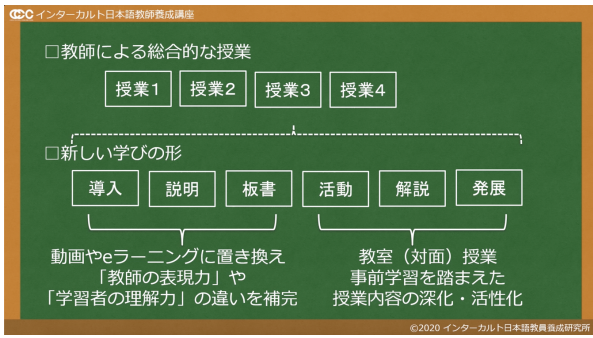 インターカルト日本語教師養成講座
□教師による総合的な授業
授業1 授業2 授業3 授業4
□新しい学びの形
導入 説明 板書 活動 解説 発展
動画やeラーニングに置き換え
「教師の表現力」や
「学習者の理解力」の違いを補完
教室（対面）授業
事前学習を踏まえた
授業内容の深化・活性化
©2020 インターカルト日本語教員養成研究所